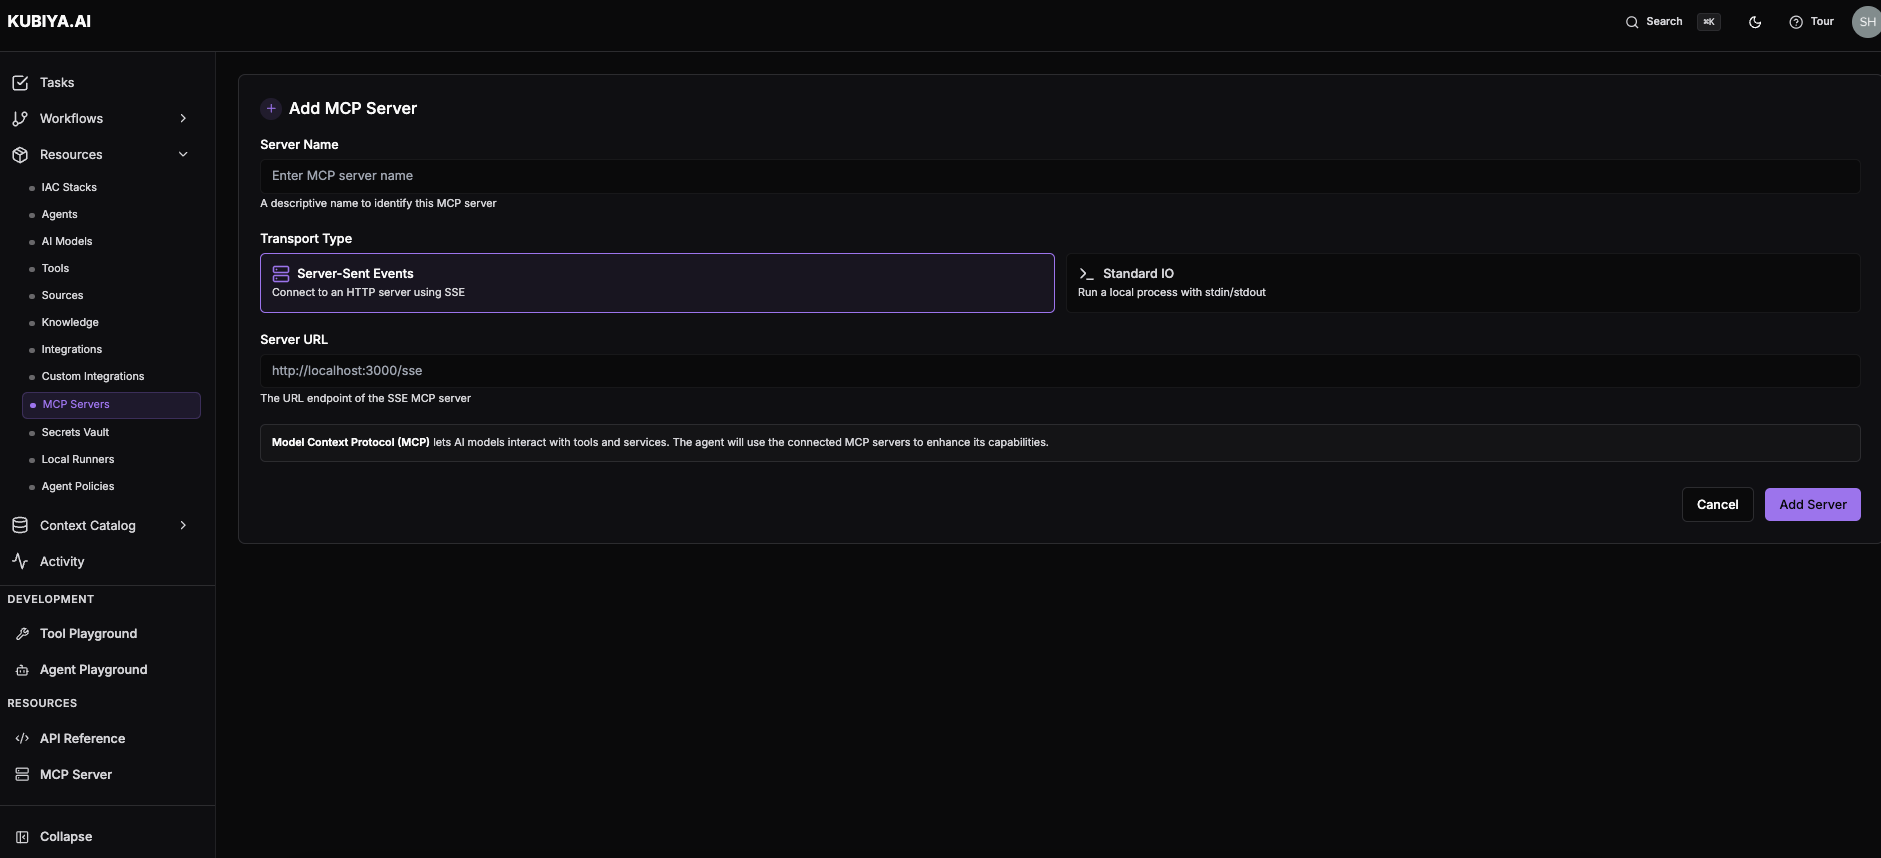 KUBIYA.AI
Search
⌘K
Tour
SH
Tasks
Workflows
Resources
IAC Stacks
Agents
AI Models
Tools
Sources
Knowledge
Integrations
Custom Integrations
MCP Servers
Secrets Vault
Local Runners
Agent Policies
Context Catalog
Activity
DEVELOPMENT
Tool Playground
Agent Playground
RESOURCES
API Reference
MCP Server
Collapse
Add MCP Server
Server Name
Enter MCP server name
A descriptive name to identify this MCP server
Transport Type
Server-Sent Events
Connect to an HTTP server using SSE
Standard IO
Run a local process with stdin/stdout
Server URL
http://localhost:3000/sse
The URL endpoint of the SSE MCP server
Model Context Protocol (MCP) lets AI models interact with tools and services. The agent will use the connected MCP servers to enhance its capabilities.
Cancel
Add Server